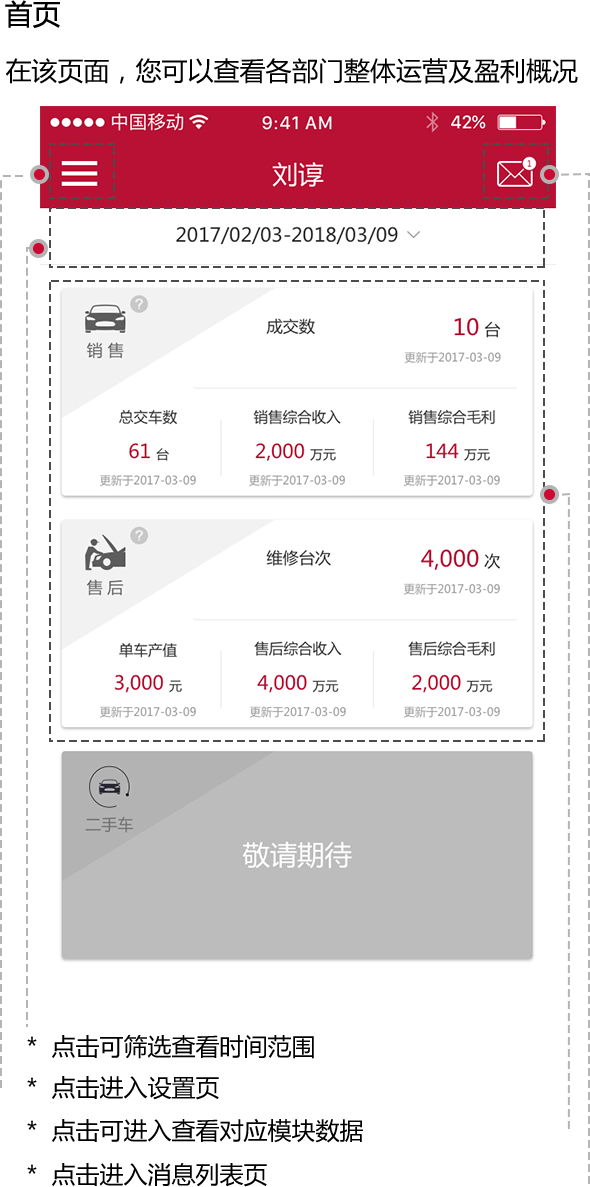 首页
在该页面，您可以查看各部门整体运营及盈利概况
中国移动 9:41 AM 42%
刘谆 1
2017/02/03-2018/03/09
?
销售
成交数 10 台
更新于2017-03-09
总交车数 销售综合收入 销售综合毛利
61 台 2,000 万元 144 万元
更新于2017-03-09 更新于2017-03-09 更新于2017-03-09
?
售后
维修台次 4,000 次
更新于2017-03-09
单车产值 售后综合收入 售后综合毛利
3,000 元 4,000 万元 2,000 万元
更新于2017-03-09 更新于2017-03-09 更新于2017-03-09
二手车
敬请期待
* 点击可筛选查看时间范围
* 点击进入设置页
* 点击可进入查看对应模块数据
* 点击进入消息列表页